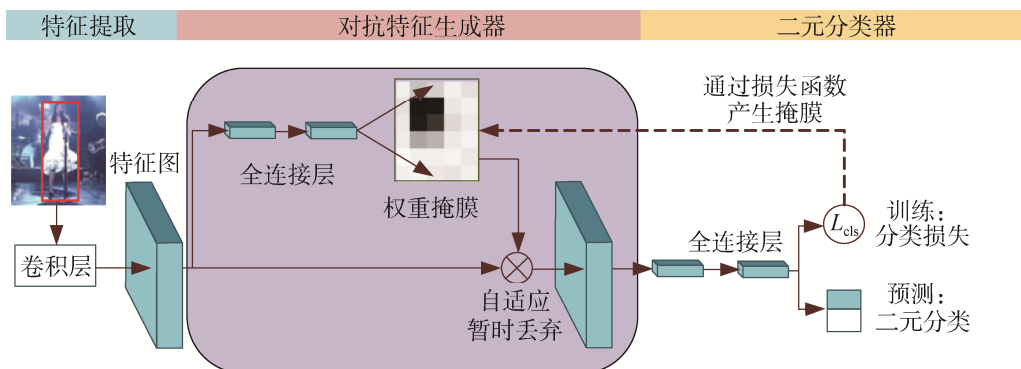 特征提取
对抗特征生成器
二元分类器
特征图
卷积层
全连接层
权重掩膜
自适应
暂时丢弃
通过损失函数
产生掩膜
全连接层
Lcls
训练：
分类损失
预测：
二元分类